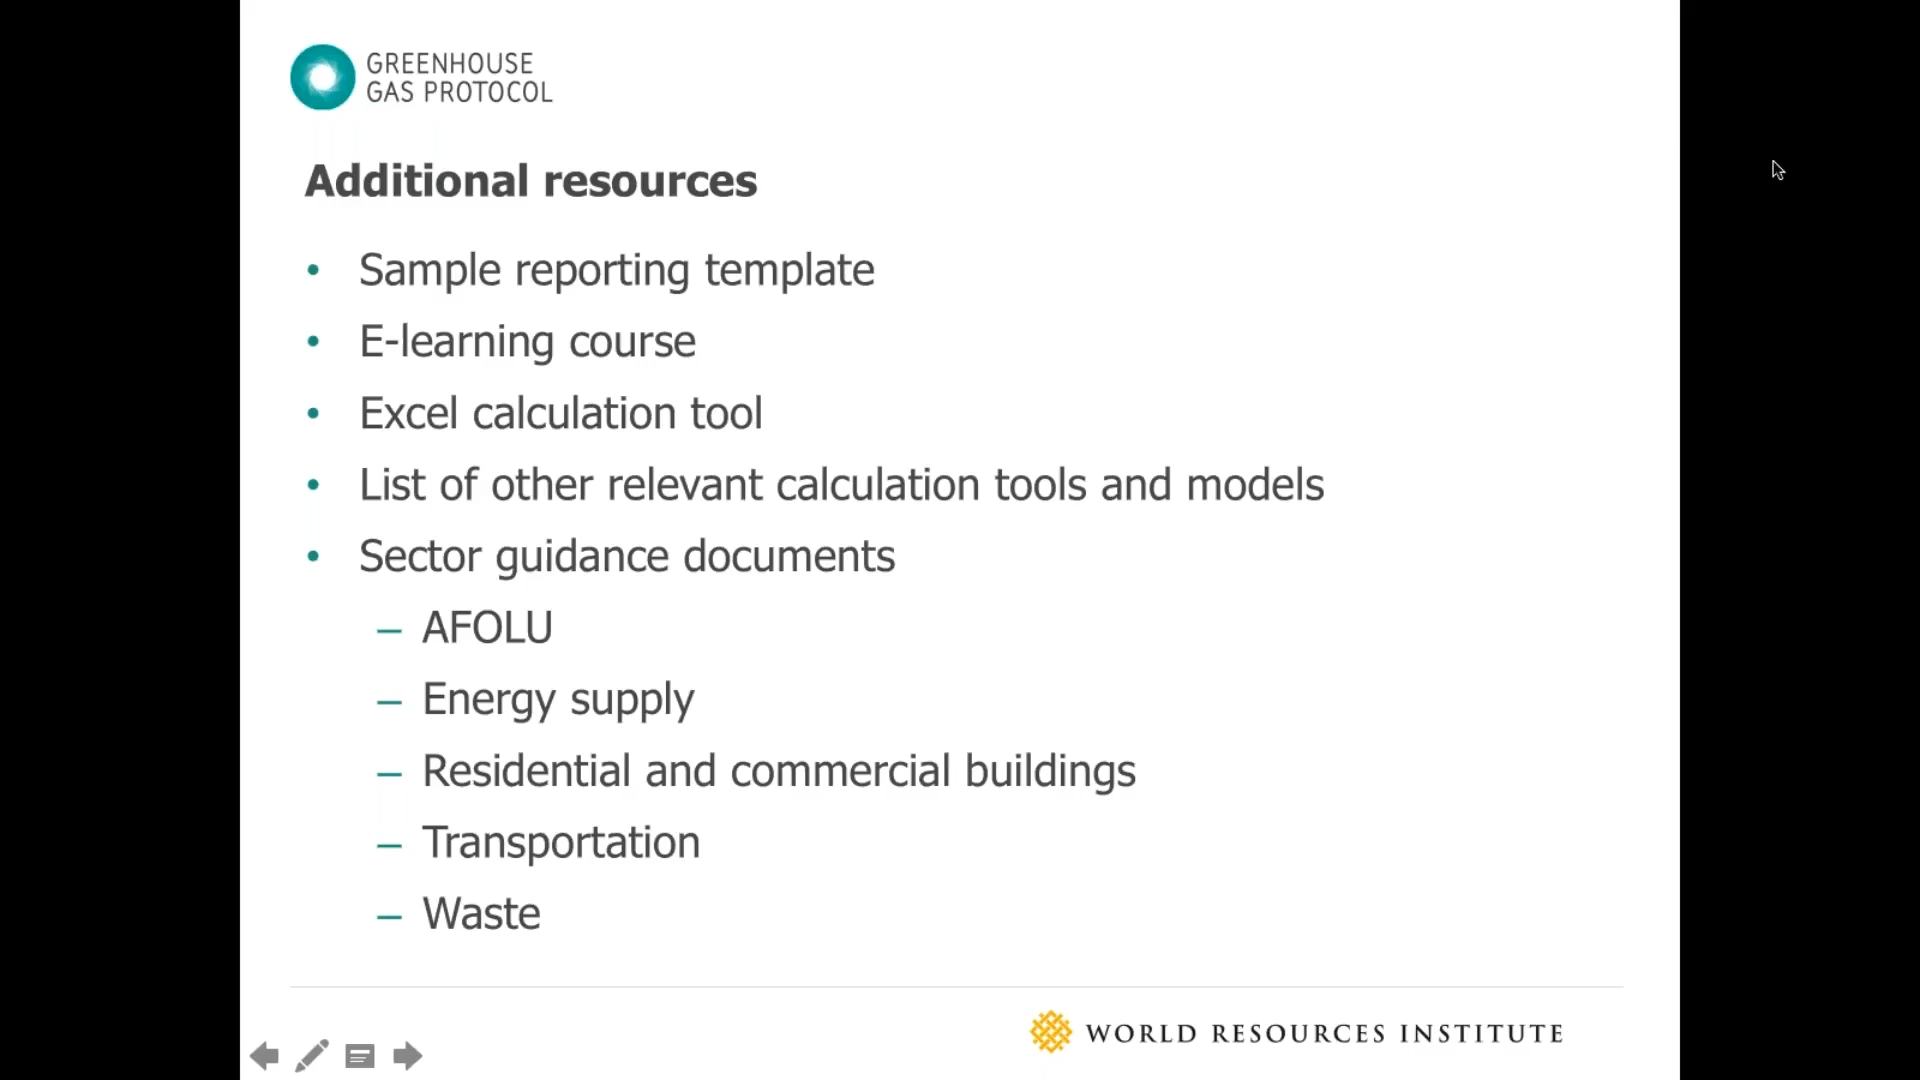 GREENHOUSE
GAS PROTOCOL
Additional resources
• Sample reporting template
• E-learning course
• Excel calculation tool
• List of other relevant calculation tools and models
• Sector guidance documents
– AFOLU
– Energy supply
– Residential and commercial buildings
– Transportation
– Waste
WORLD RESOURCES INSTITUTE